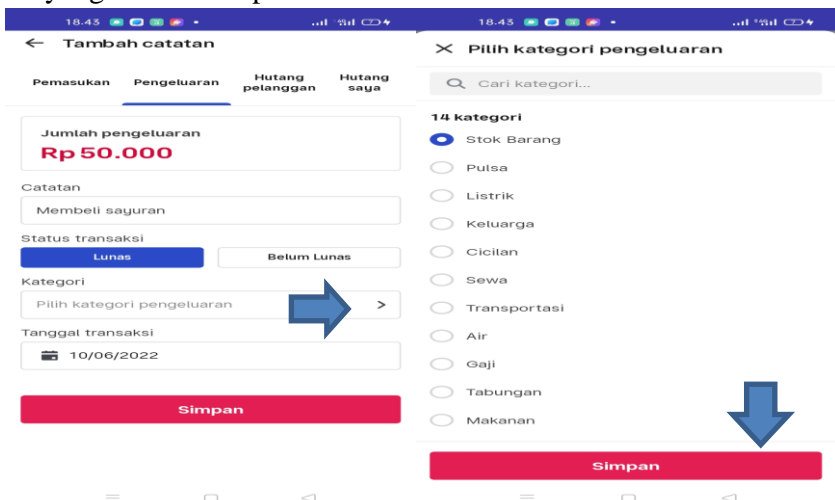 18.43
← Tambah catatan
Pemasukan Pengeluaran Hutang pelanggan Hutang saya
Jumlah pengeluaran
Rp 50.000
Catatan
Membeli sayuran
Status transaksi
Lunas Belum Lunas
Kategori
Pilih kategori pengeluaran >
Tanggal transaksi
10/06/2022
Simpan
18.43
× Pilih kategori pengeluaran
Cari kategori...
14 kategori
Stok Barang
Pulsa
Listrik
Keluarga
Cicilan
Sewa
Transportasi
Air
Gaji
Tabungan
Makanan
Simpan